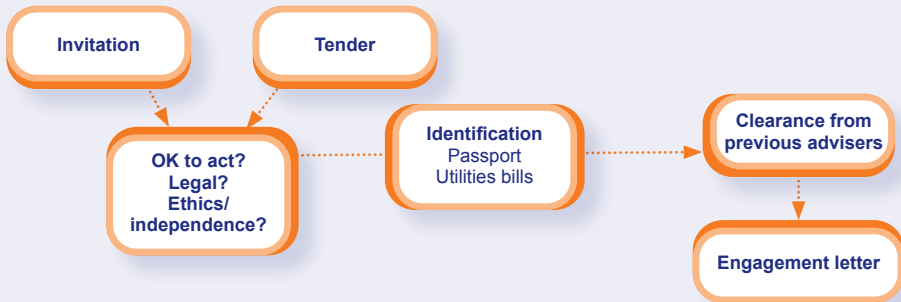 Invitation
Tender
OK to act?
Legal?
Ethics/
independence?
Identification
Passport
Utilities bills
Clearance from
previous advisers
Engagement letter